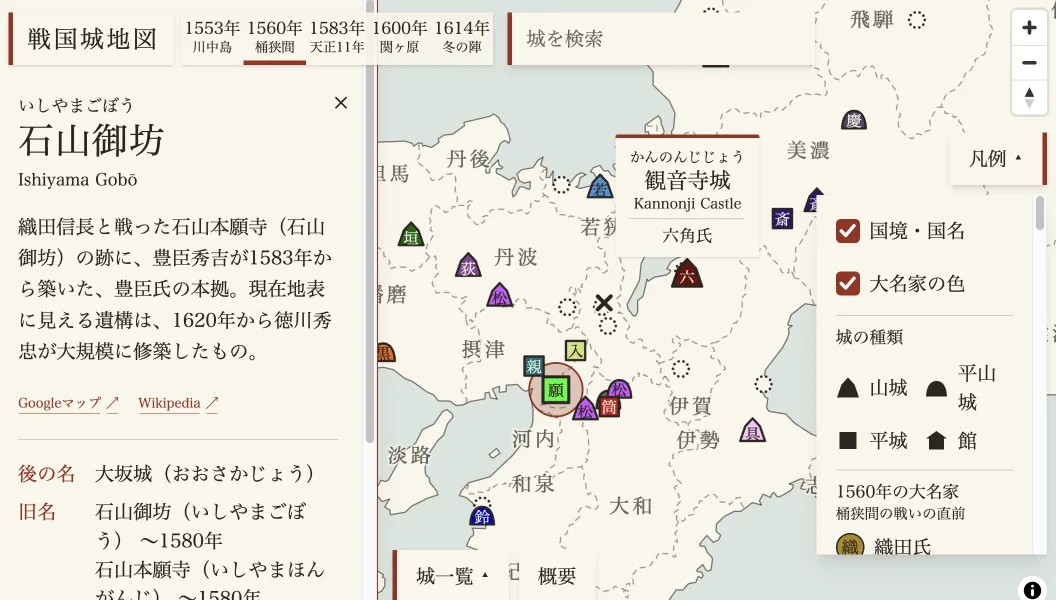 戦国城地図
1553年
川中島
1560年
桶狭間
1583年
天正11年
1600年
関ヶ原
1614年
冬の陣
城を検索
いしやまごぼう
石山御坊
Ishiyama Gobō
織田信長と戦った石山本願寺（石山
御坊）の跡に、豊臣秀吉が1583年か
ら築いた、豊臣氏の本拠。現在地表
に見える遺構は、1620年から徳川秀
忠が大規模に修築したもの。
Googleマップ ↗
Wikipedia ↗
後の名
大坂城（おおさかじょう）
旧名
石山御坊（いしやまごぼ
う） 〜1580年
石山本願寺（いしやまほん
がんじ） 〜1580年
飛騨
慶
美濃
丹後
馬
若
若狭
かんのんじじょう
観音寺城
Kannonji Castle
六角氏
斎
斎
垣
丹波
荻
六
松
播磨
黒
摂津
入
親
願
松
松
筒
伊賀
具
河内
伊勢
淡路
和泉
大和
鈴
志
城一覧
概要
凡例
国境・国名
大名家の色
城の種類
山城
平山
城
平城
館
1560年の大名家
桶狭間の戦いの直前
織
織田氏